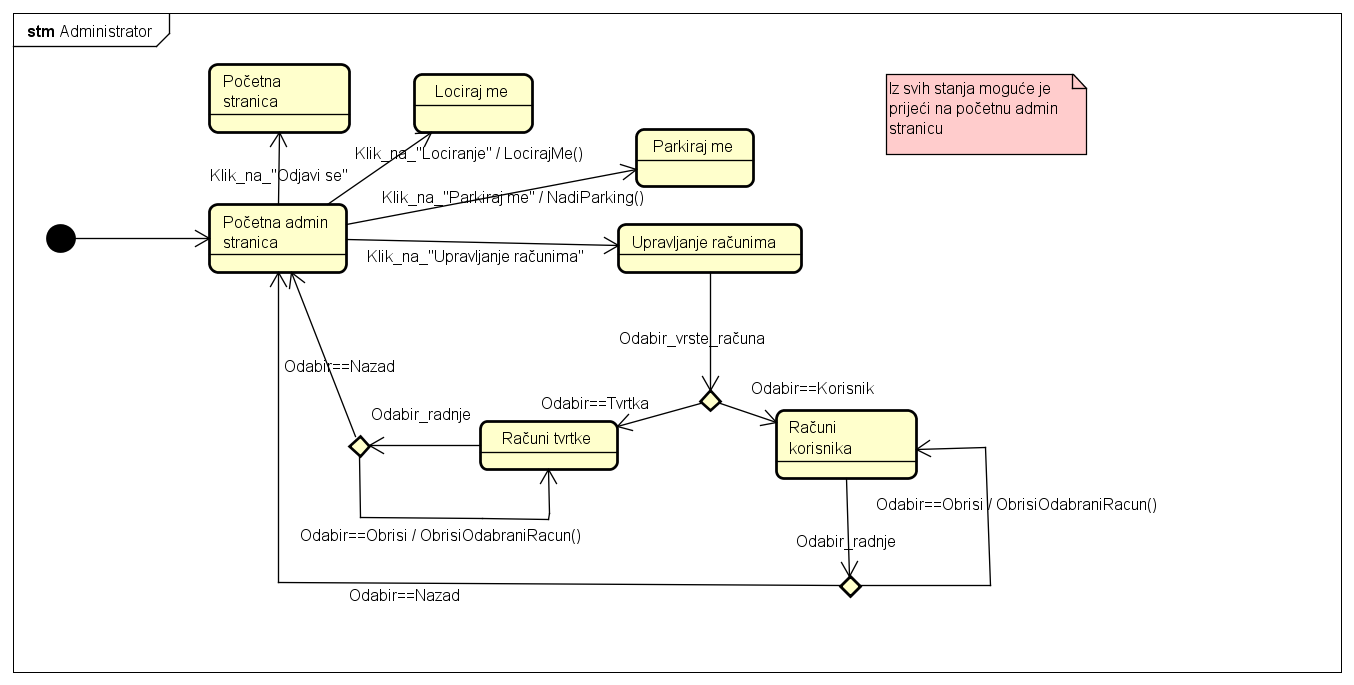 stm Administrator
Početna
stranica
Lociraj me
Iz svih stanja moguće je
prijeći na početnu admin
stranicu
Parkiraj me
Klik_na_"Lociranje" / LocirajMe()
Klik_na_"Odjavi se"
Klik_na_"Parkiraj me" / NadiParking()
Početna admin
stranica
Upravljanje računima
Klik_na_"Upravljanje računima"
Odabir_vrste_računa
Odabir==Nazad
Odabir==Korisnik
Odabir==Tvrtka
Odabir_radnje
Računi tvrtke
Računi
korisnika
Odabir==Obrisi / ObrisiOdabraniRacun()
Odabir==Obrisi / ObrisiOdabraniRacun()
Odabir_radnje
Odabir==Nazad